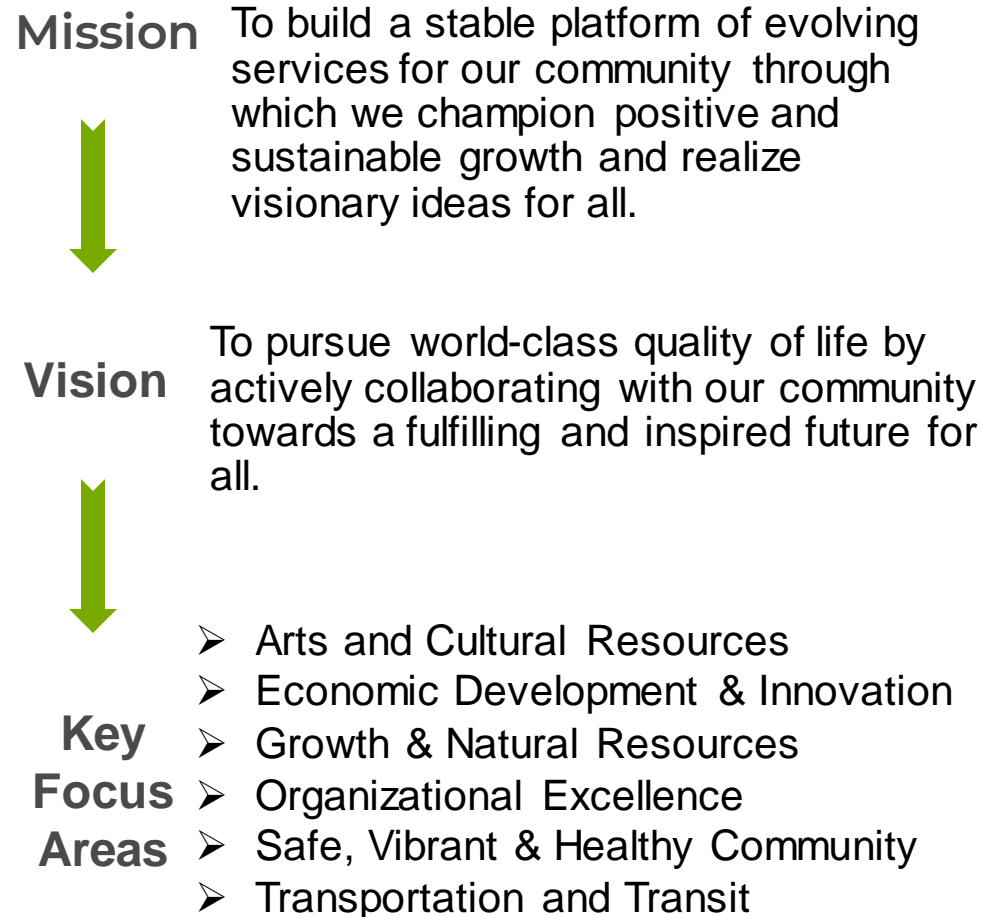 Mission
To build a stable platform of evolving
services for our community through
which we champion positive and
sustainable growth and realize
visionary ideas for all.
Vision
To pursue world-class quality of life by
actively collaborating with our community
towards a fulfilling and inspired future for
all.
Key
Focus
Areas
➢ Arts and Cultural Resources
➢ Economic Development & Innovation
➢ Growth & Natural Resources
➢ Organizational Excellence
➢ Safe, Vibrant & Healthy Community
➢ Transportation and Transit